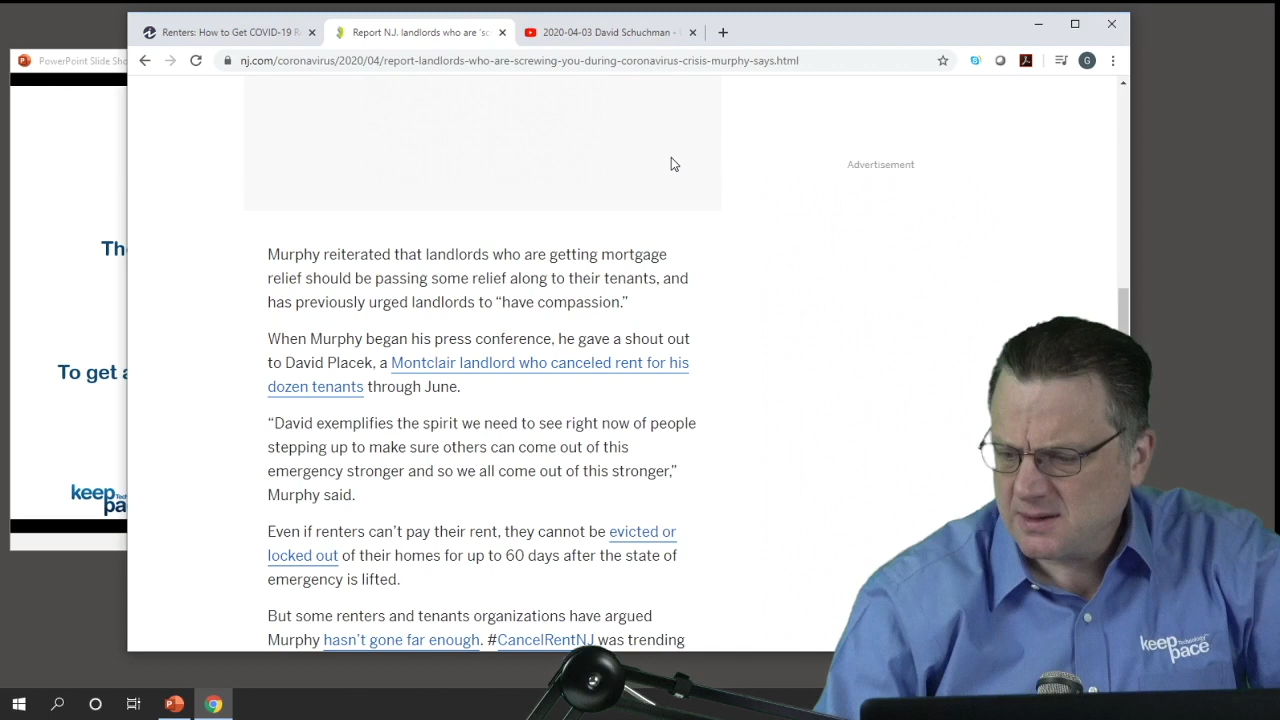 Renters: How to Get COVID-19 R
Report N.J. landlords who are 'sc
2020-04-03 David Schuchman -
PowerPoint Slide Sho
nj.com/coronavirus/2020/04/report-landlords-who-are-screwing-you-during-coronavirus-crisis-murphy-says.html
G
Advertisement
The
To get a
keep
pace
Murphy reiterated that landlords who are getting mortgage
relief should be passing some relief along to their tenants, and
has previously urged landlords to “have compassion.”
When Murphy began his press conference, he gave a shout out
to David Placek, a Montclair landlord who canceled rent for his
dozen tenants through June.
“David exemplifies the spirit we need to see right now of people
stepping up to make sure others can come out of this
emergency stronger and so we all come out of this stronger,”
Murphy said.
Even if renters can’t pay their rent, they cannot be evicted or
locked out of their homes for up to 60 days after the state of
emergency is lifted.
But some renters and tenants organizations have argued
Murphy hasn’t gone far enough. #CancelRentNJ was trending
keep Technology
pace